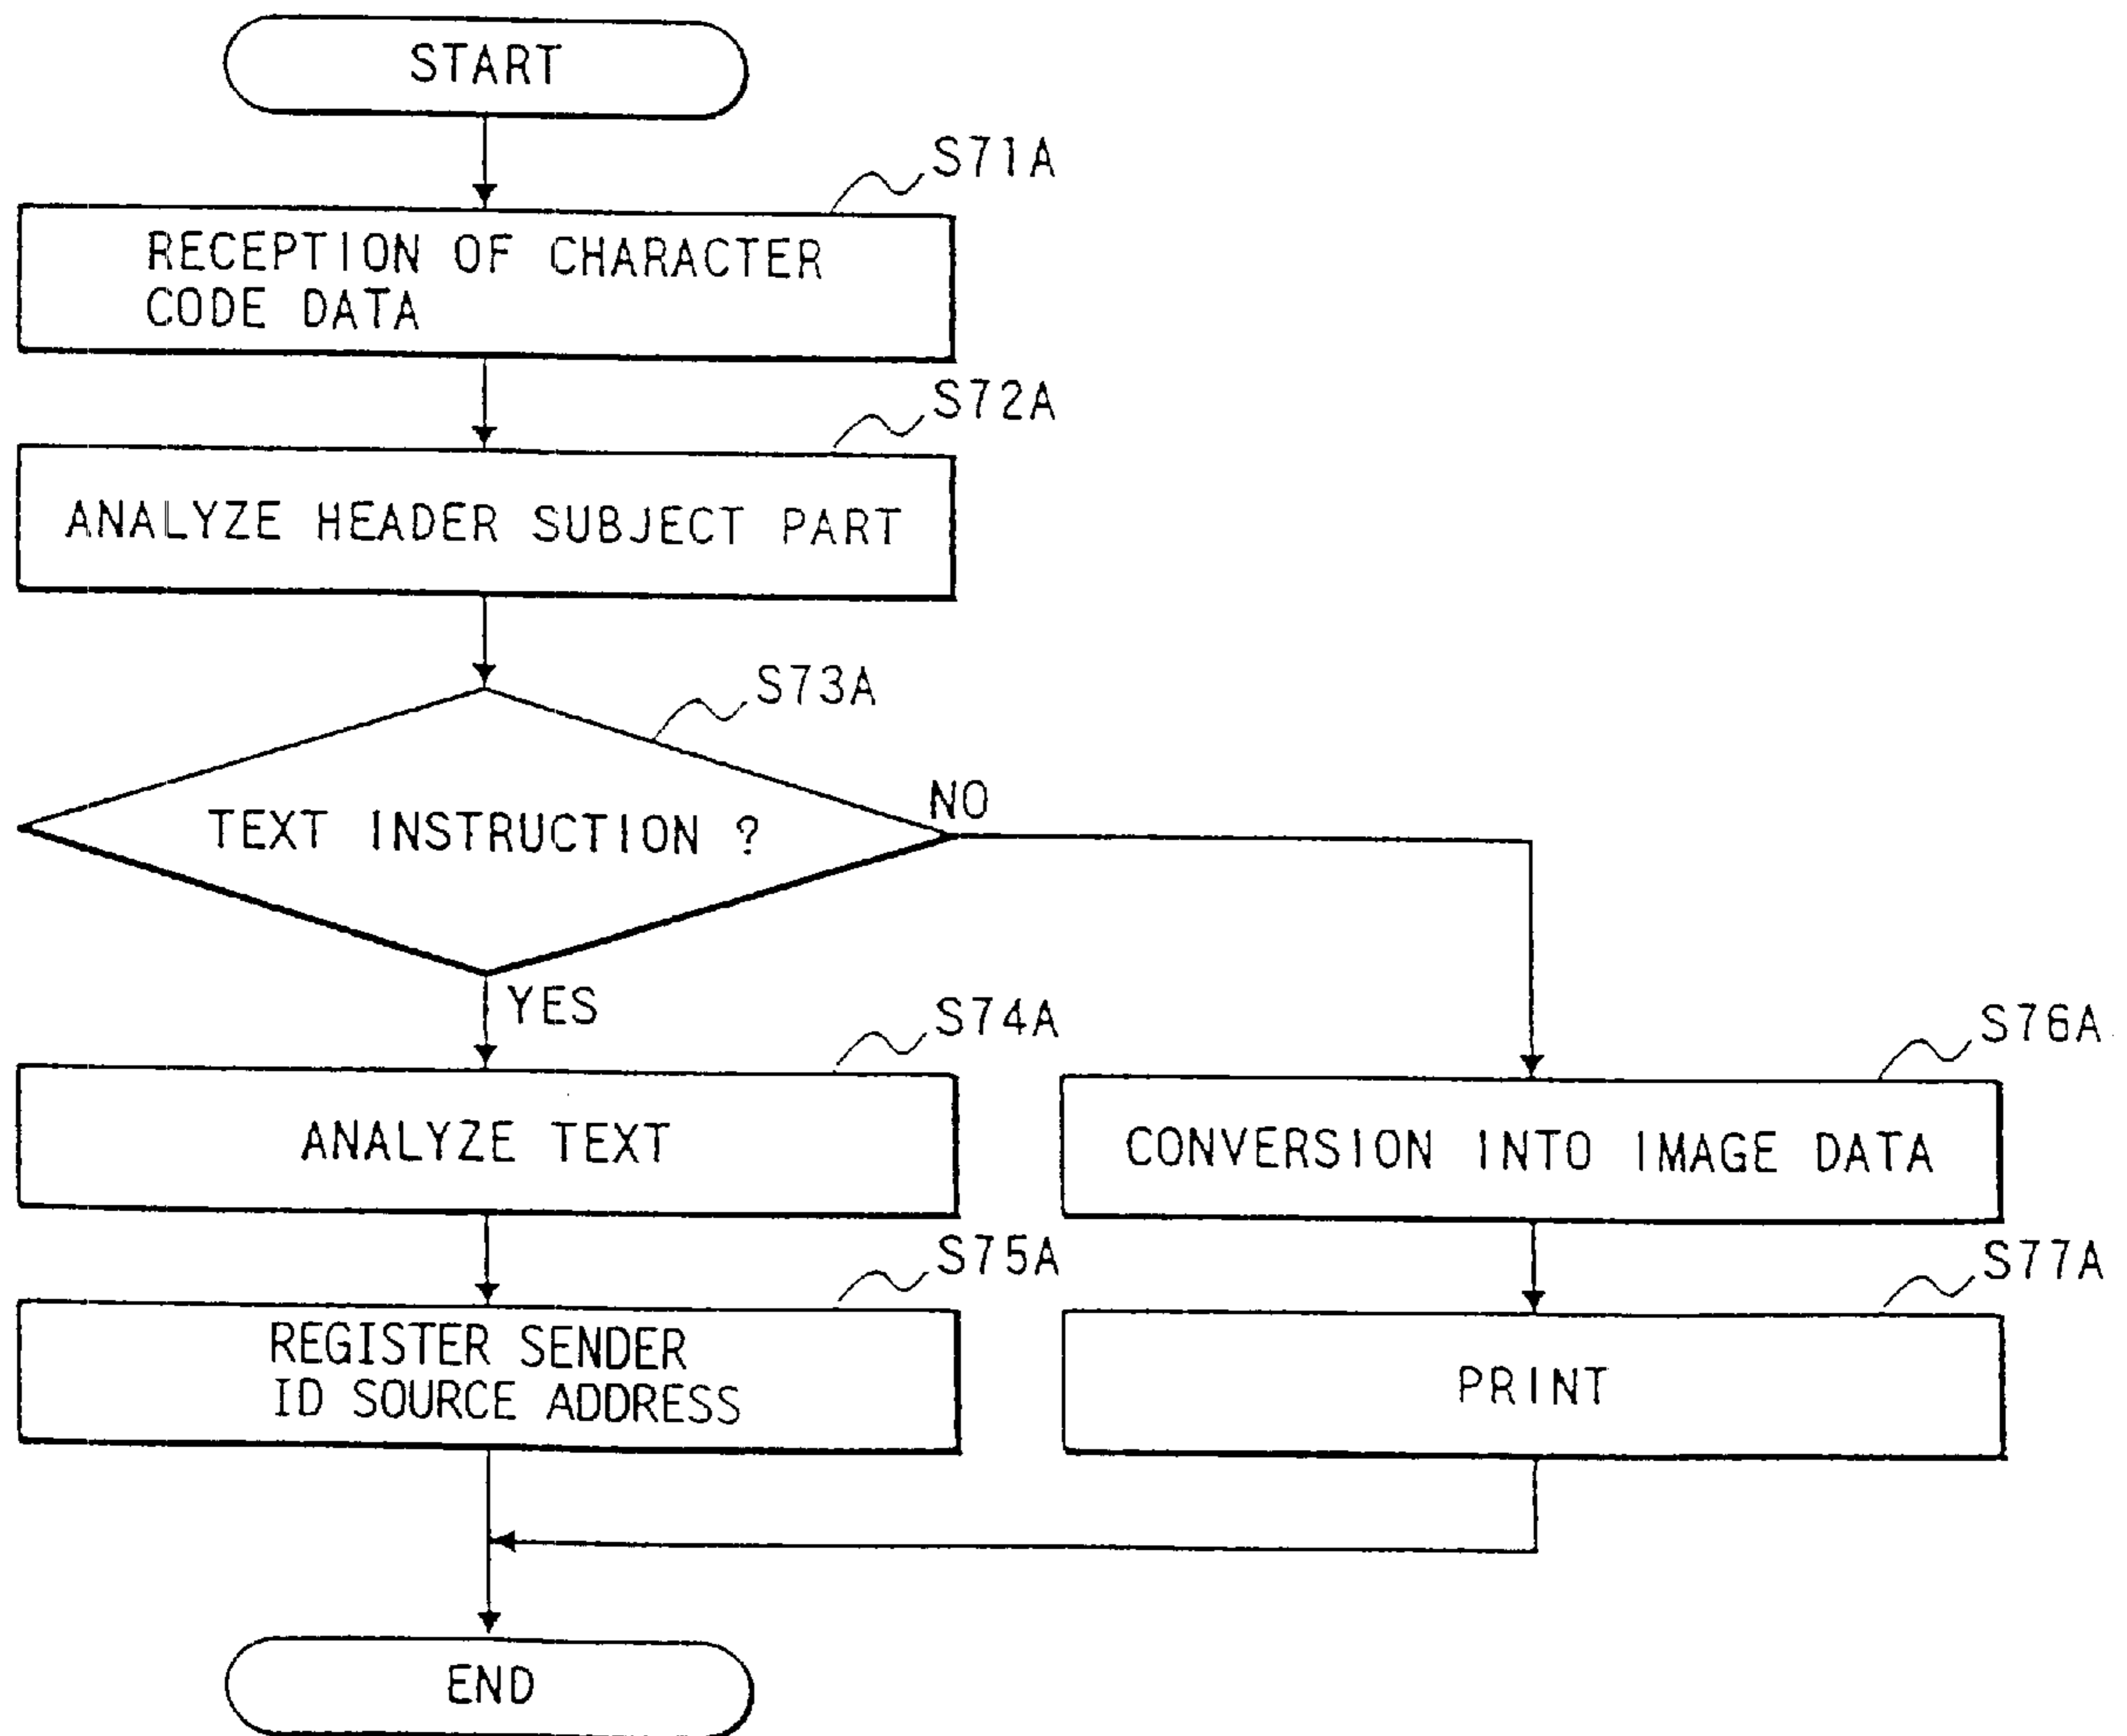 START
S71A
RECEPTION OF CHARACTER
CODE DATA
S72A
ANALYZE HEADER SUBJECT PART
S73A
TEXT INSTRUCTION ?
NO
YES
S74A
ANALYZE TEXT
S76A
CONVERSION INTO IMAGE DATA
S75A
REGISTER SENDER
ID SOURCE ADDRESS
S77A
PRINT
END